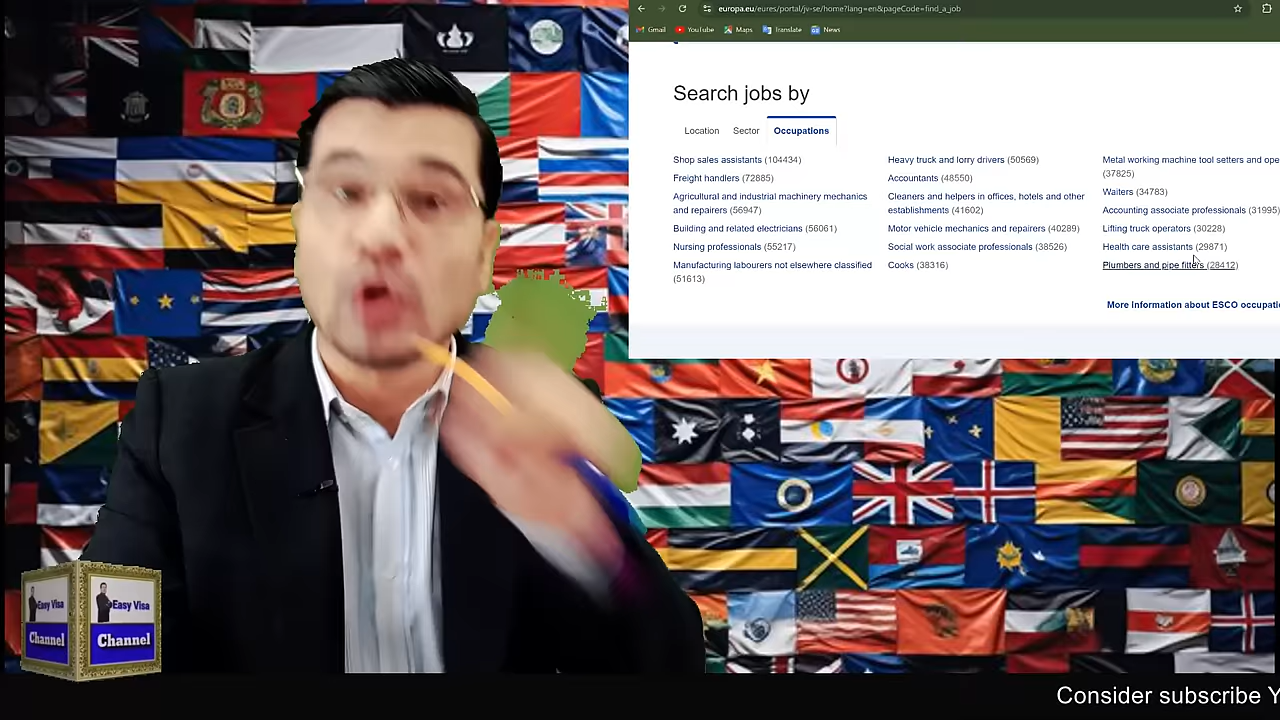 europa.eu/eures/portal/jv-se/home?lang=en&pageCode=find_a_job
Gmail YouTube Maps Translate News
Search jobs by
Location Sector Occupations
Shop sales assistants (104434)
Freight handlers (72885)
Agricultural and industrial machinery mechanics
and repairers (56947)
Building and related electricians (56061)
Nursing professionals (55217)
Manufacturing labourers not elsewhere classified
(51613)
Heavy truck and lorry drivers (50569)
Accountants (48550)
Cleaners and helpers in offices, hotels and other
establishments (41602)
Motor vehicle mechanics and repairers (40289)
Social work associate professionals (38526)
Cooks (38316)
Metal working machine tool setters and ope
(37825)
Waiters (34783)
Accounting associate professionals (31995)
Lifting truck operators (30228)
Health care assistants (29871)
Plumbers and pipe fitters (28412)
More information about ESCO occupati
Easy Visa
Channel
Easy Visa
Channel
Consider subscribe Y